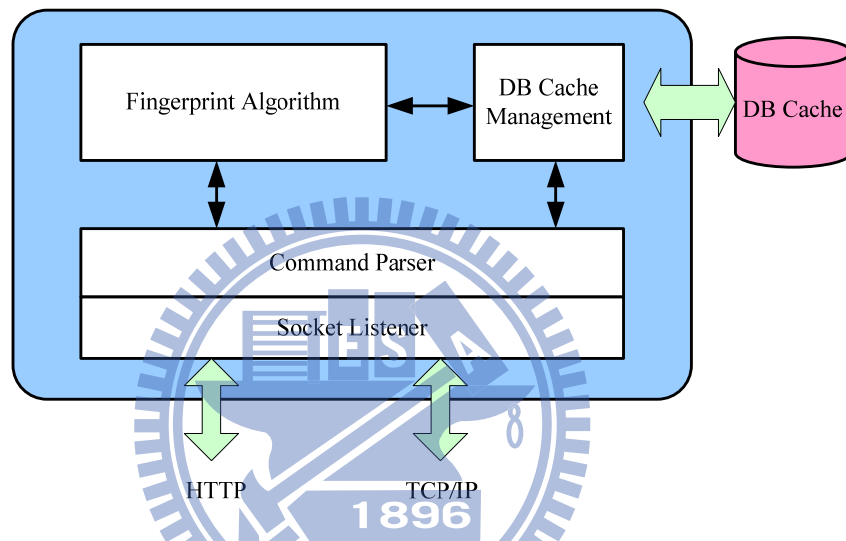 Fingerprint Algorithm
DB Cache
Management
DB Cache
Command Parser
Socket Listener
E S A
HTTP
TCP/IP
1896